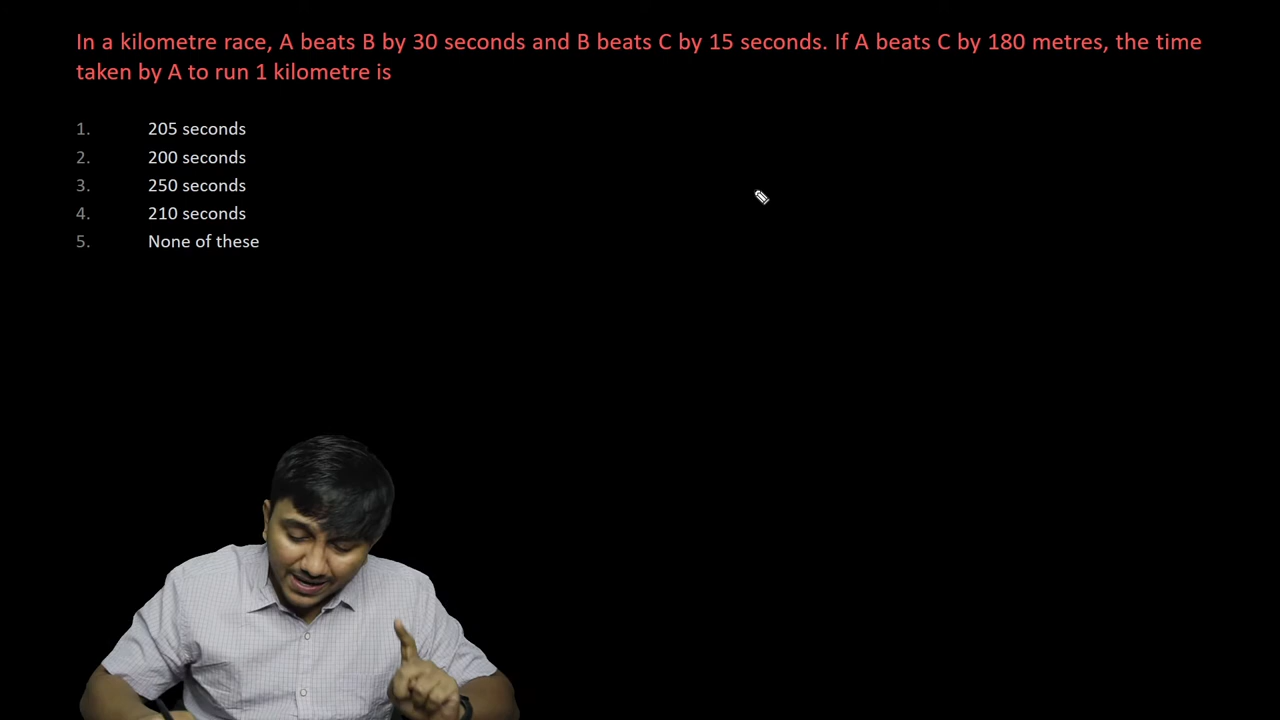 In a kilometre race, A beats B by 30 seconds and B beats C by 15 seconds. If A beats C by 180 metres, the time
taken by A to run 1 kilometre is
1. 205 seconds
2. 200 seconds
3. 250 seconds
4. 210 seconds
5. None of these